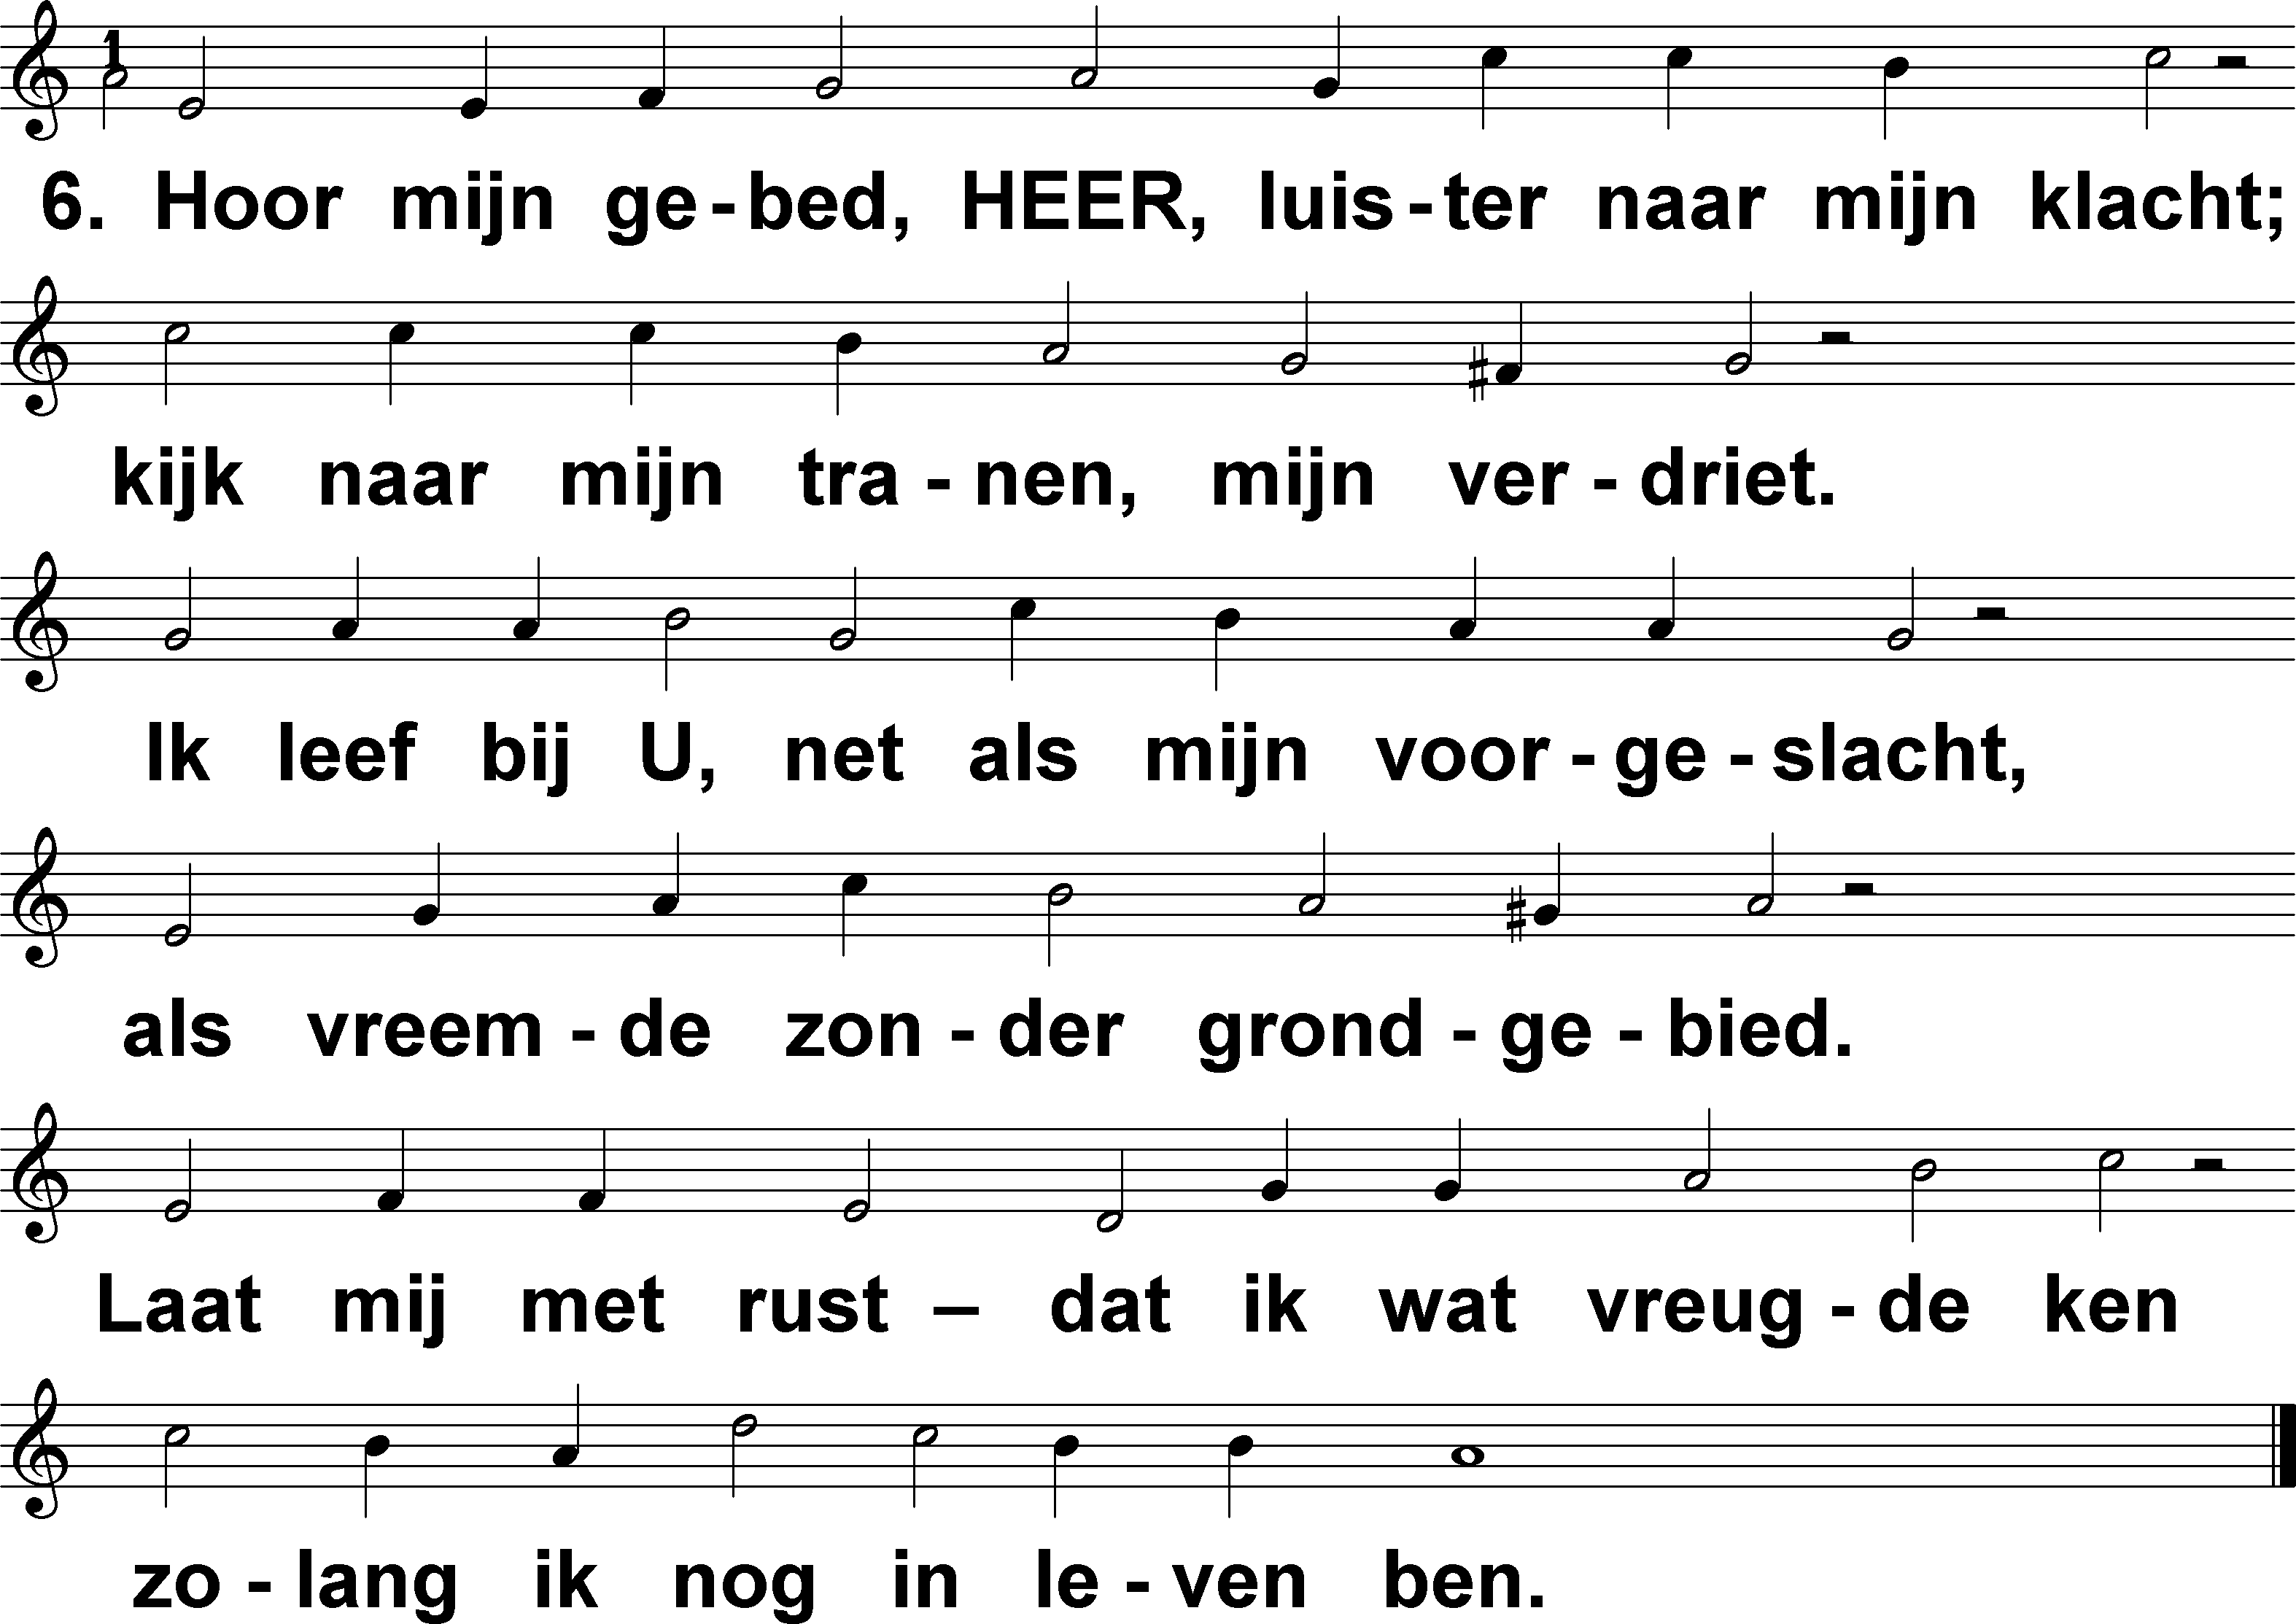 1
6. Hoor mijn ge-bed, HEER, luis-ter naar mijn klacht;
kijk naar mijn tra-nen, mijn ver-driet.
Ik leef bij U, net als mijn voor-ge-slacht,
als vreem-de zon-der grond-ge-bied.
Laat mij met rust – dat ik wat vreug-de ken
zo-lang ik nog in le-ven ben.